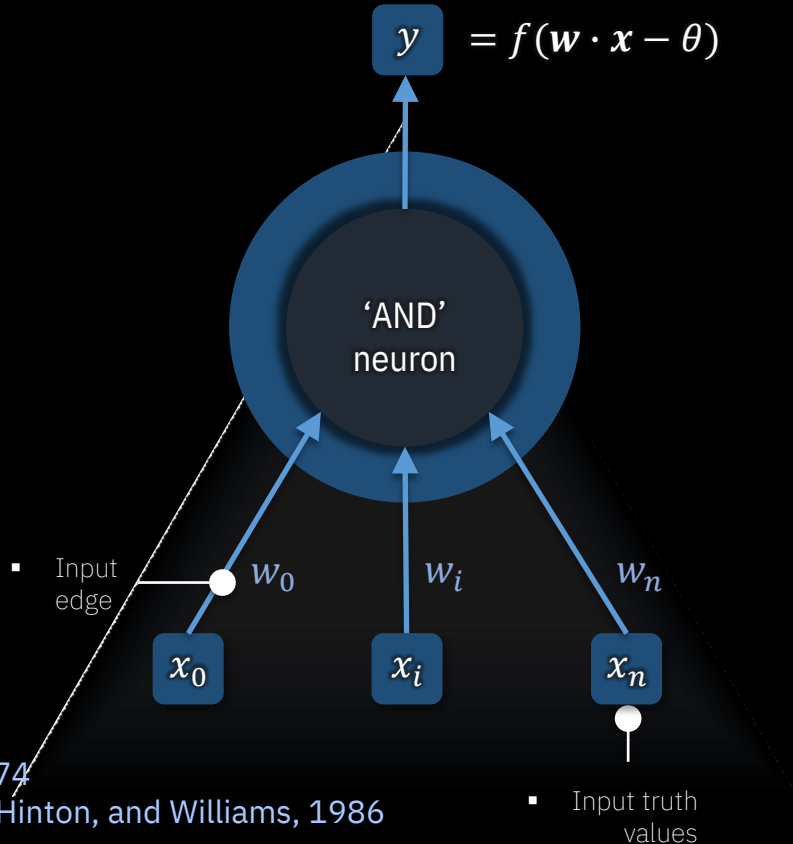 y = f(w · x − θ)
‘AND’
neuron
▪ Input
edge
w₀
wᵢ
wₙ
x₀
xᵢ
xₙ
74
Hinton, and Williams, 1986
▪ Input truth
values